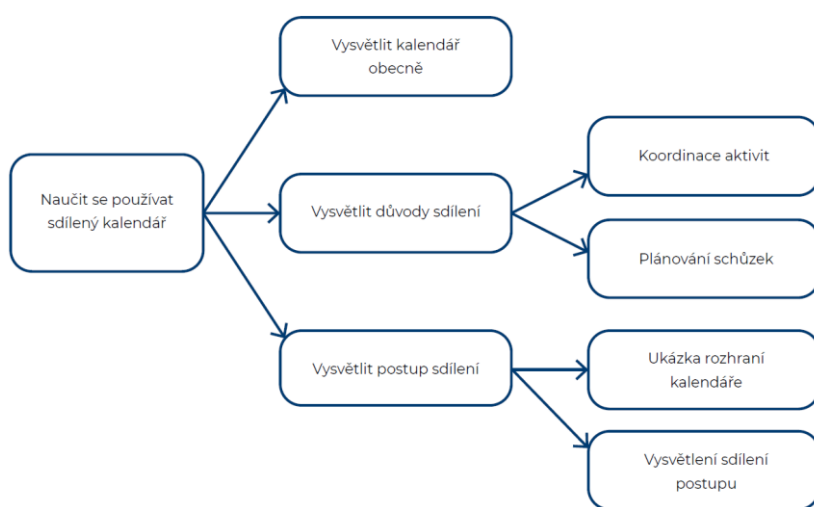 Vysvětlit kalendář
obecně
Koordinace aktivit
Naučit se používat
sdílený kalendář
Vysvětlit důvody sdílení
Plánování schůzek
Vysvětlit postup sdílení
Ukázka rozhraní
kalendáře
Vysvětlení sdílení
postupu